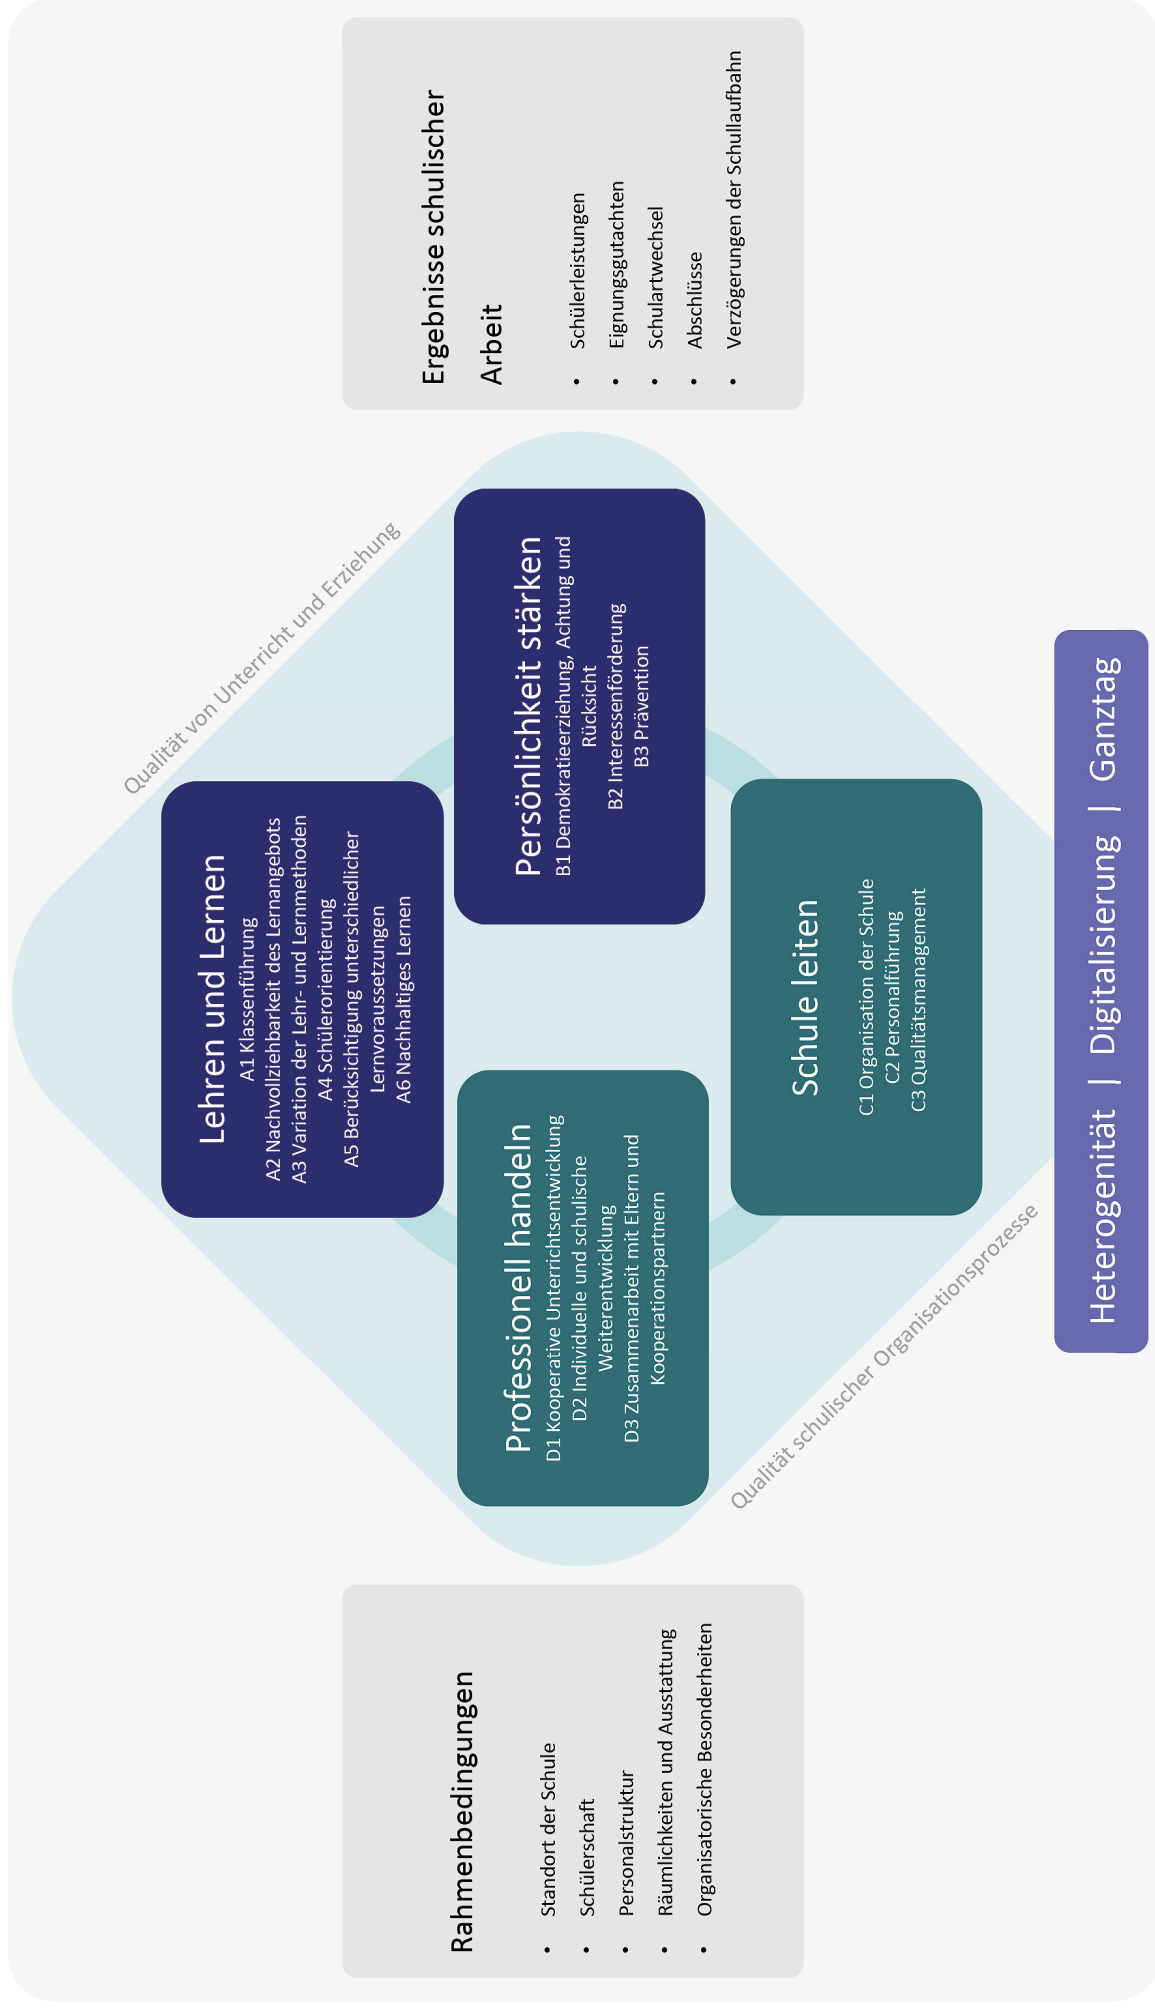 Rahmenbedingungen
• Standort der Schule
• Schülerschaft
• Personalstruktur
• Räumlichkeiten und Ausstattung
• Organisatorische Besonderheiten
Qualität von Unterricht und Erziehung
Lehren und Lernen
A1 Klassenführung
A2 Nachvollziehbarkeit des Lernangebots
A3 Variation der Lehr- und Lernmethoden
A4 Schülerorientierung
A5 Berücksichtigung unterschiedlicher
Lernvoraussetzungen
A6 Nachhaltiges Lernen
Professionell handeln
D1 Kooperative Unterrichtsentwicklung
D2 Individuelle und schulische
Weiterentwicklung
D3 Zusammenarbeit mit Eltern und
Kooperationspartnern
Persönlichkeit stärken
B1 Demokratieerziehung, Achtung und
Rücksicht
B2 Interessenförderung
B3 Prävention
Schule leiten
C1 Organisation der Schule
C2 Personalführung
C3 Qualitätsmanagement
Qualität schulischer Organisationsprozesse
Ergebnisse schulischer
Arbeit
• Schülerleistungen
• Eignungsgutachten
• Schulartwechsel
• Abschlüsse
• Verzögerungen der Schullaufbahn
Heterogenität | Digitalisierung | Ganztag